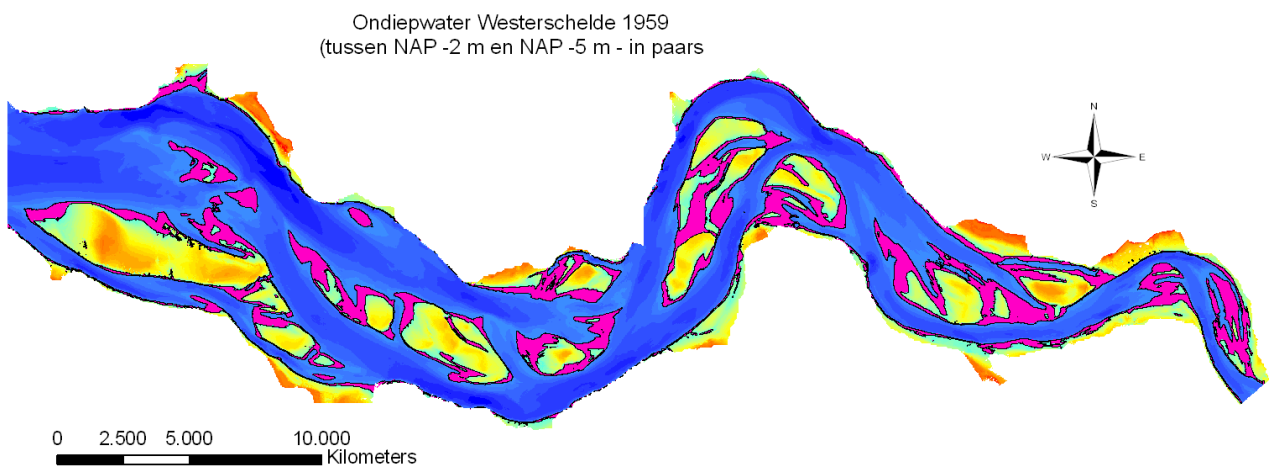 Ondiepwater Westerschelde 1959
(tussen NAP -2 m en NAP -5 m - in paars
N
W E
S
0 2.500 5.000 10.000
Kilometers